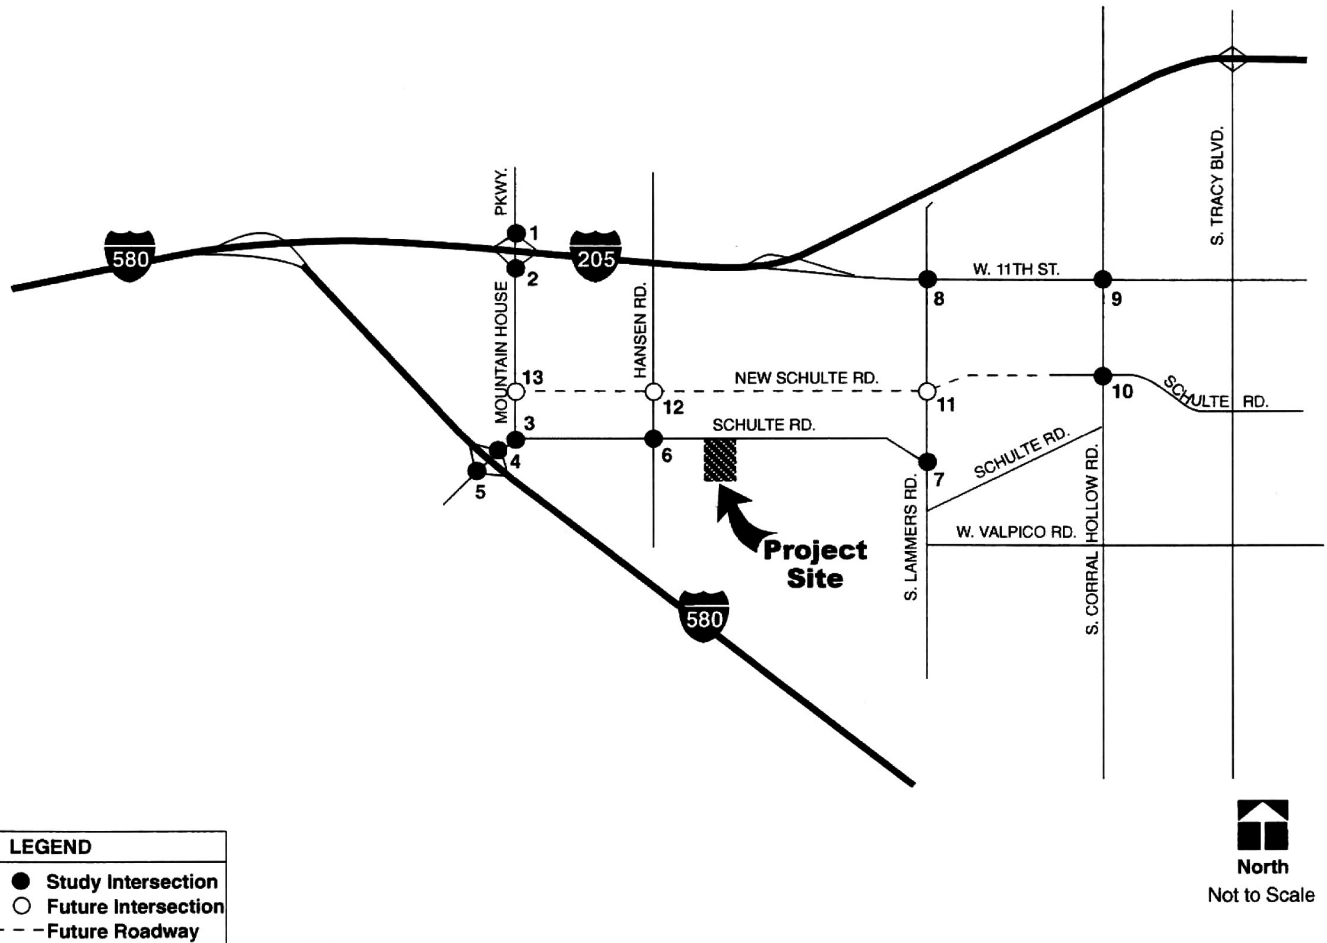 S. TRACY BLVD.
PKWY.
1
580
205
2
W. 11TH ST.
8
9
MOUNTAIN HOUSE
HANSEN RD.
13
NEW SCHULTE RD.
12
11
10
SCHULTE RD.
3
SCHULTE RD.
4
6
5
7
SCHULTE RD.
S. LAMMERS RD.
W. VALPICO RD.
S. CORRAL HOLLOW RD.
Project
Site
580
North
Not to Scale
LEGEND
Study Intersection
Future Intersection
Future Roadway